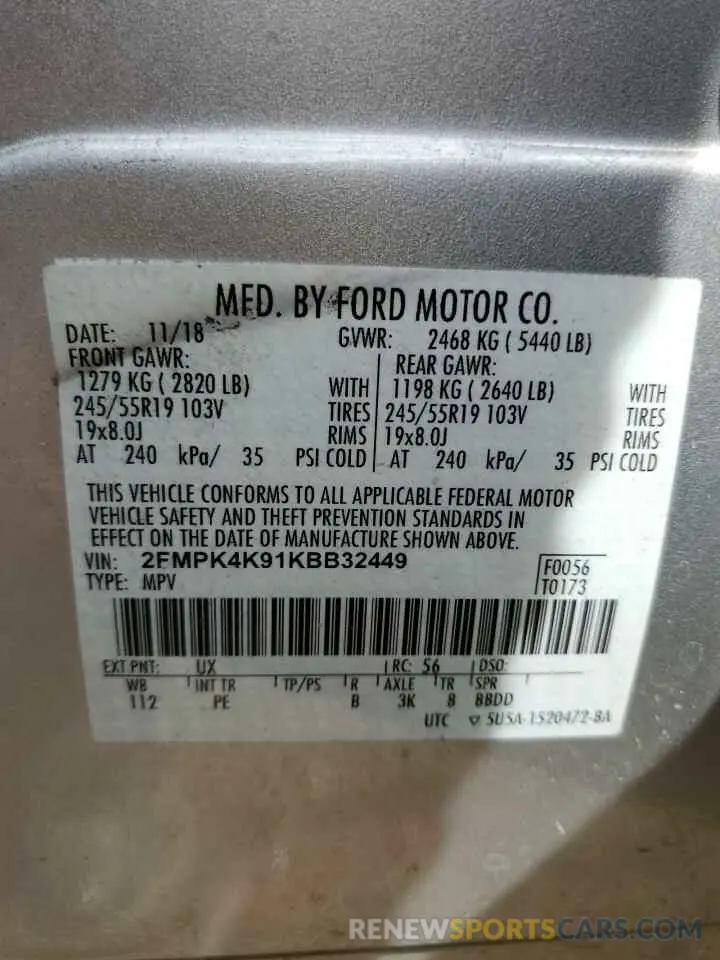 MFD. BY FORD MOTOR CO.
DATE: 11/18 GVWR: 2468 KG ( 5440 LB)
FRONT GAWR: REAR GAWR:
1279 KG ( 2820 LB) WITH 1198 KG ( 2640 LB) WITH
245/55R19 103V TIRES 245/55R19 103V TIRES
19x8.0J RIMS 19x8.0J RIMS
AT 240 kPa/ 35 PSI COLD AT 240 kPa/ 35 PSI COLD
THIS VEHICLE CONFORMS TO ALL APPLICABLE FEDERAL MOTOR
VEHICLE SAFETY AND THEFT PREVENTION STANDARDS IN
EFFECT ON THE DATE OF MANUFACTURE SHOWN ABOVE.
VIN: 2FMPK4K91KBB32449 F0056
TYPE: MPV T0173
EXT PNT: UX RC: 56 DSO:
WB INT TR TP/PS R AXLE TR SPR
112 PE B 3K 8 BBDD
UTC ▽ 5U5A-1520472-BA
RENEWSPORTSCARS.COM